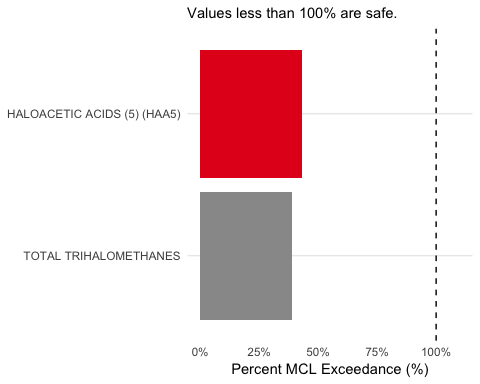 Values less than 100% are safe.
HALOACETIC ACIDS (5) (HAA5)
TOTAL TRIHALOMETHANES
0% 25% 50% 75% 100%
Percent MCL Exceedance (%)